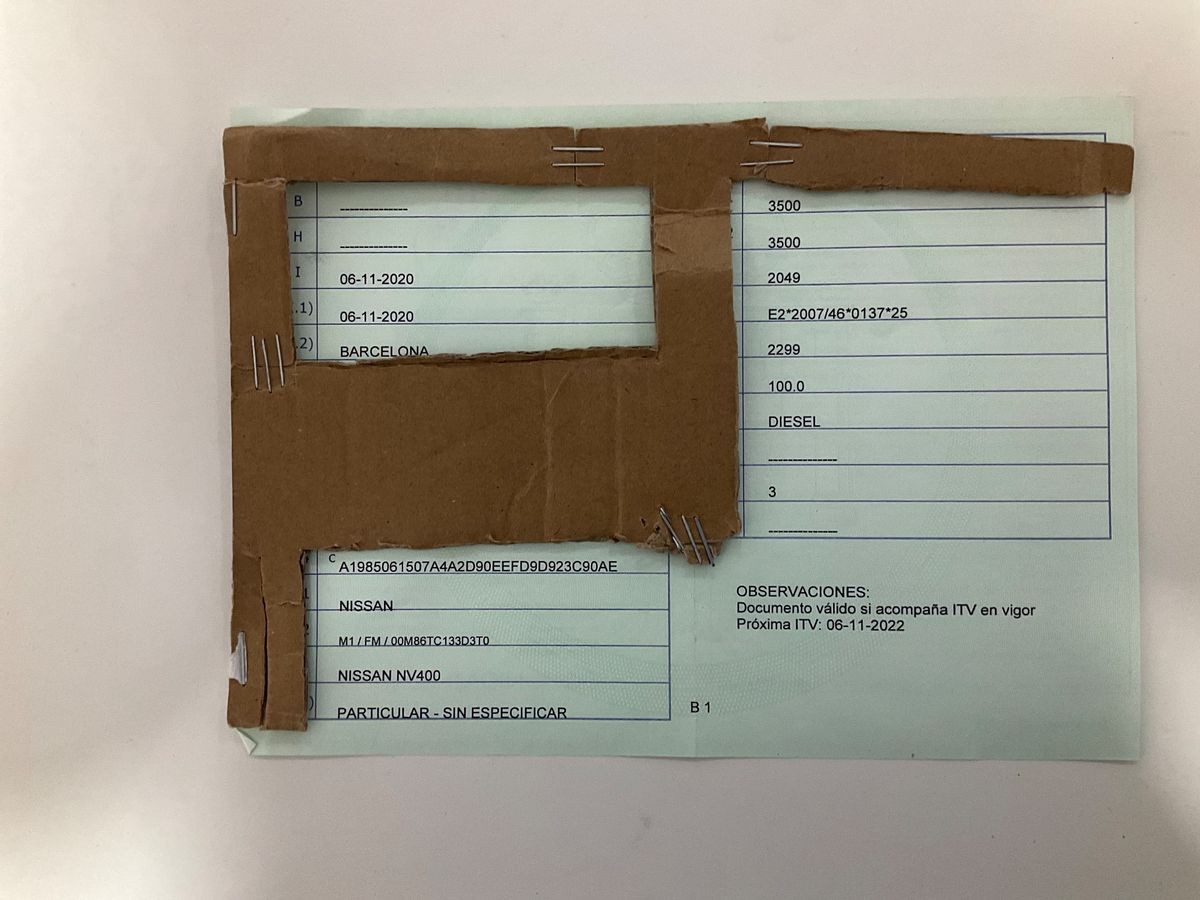 B --------------
H --------------
I 06-11-2020
.1) 06-11-2020
.2) BARCELONA
C A1985061507A4A2D90EEFD9D923C90AE
NISSAN
M1 / FM / 00M86TC133D3T0
NISSAN NV400
) PARTICULAR - SIN ESPECIFICAR
3500
3500
2049
E2*2007/46*0137*25
2299
100.0
DIESEL
--------------
3
--------------
OBSERVACIONES:
Documento válido si acompaña ITV en vigor
Próxima ITV: 06-11-2022
B 1